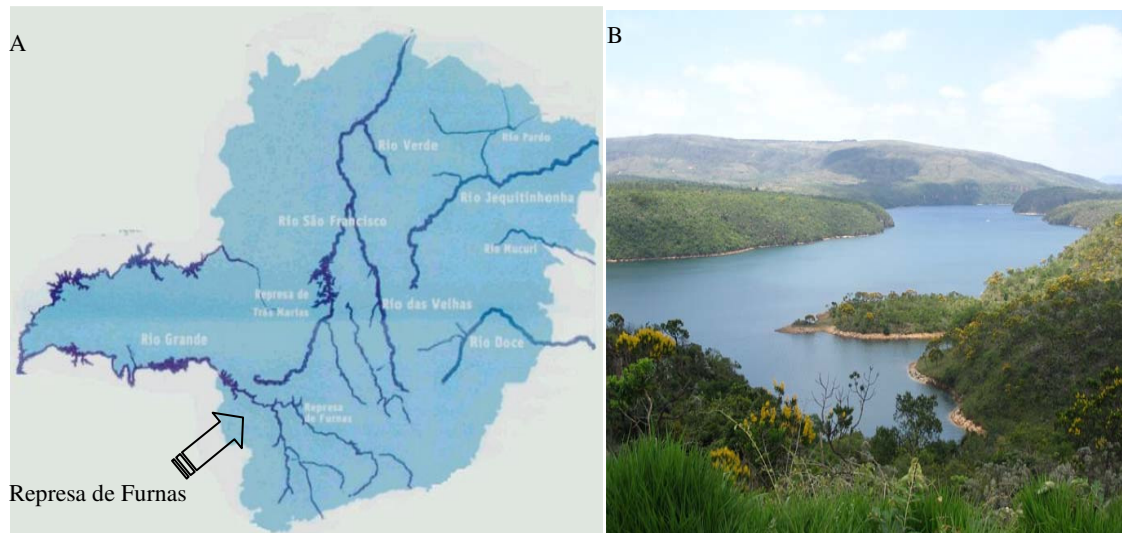 A
B
Rio Verde
Rio Pardo
Rio Jequitinhonha
Rio São Francisco
Rio Mucuri
Represa de
Três Marias
Rio das Velhas
Rio Grande
Rio Doce
Represa
de Furnas
Represa de Furnas